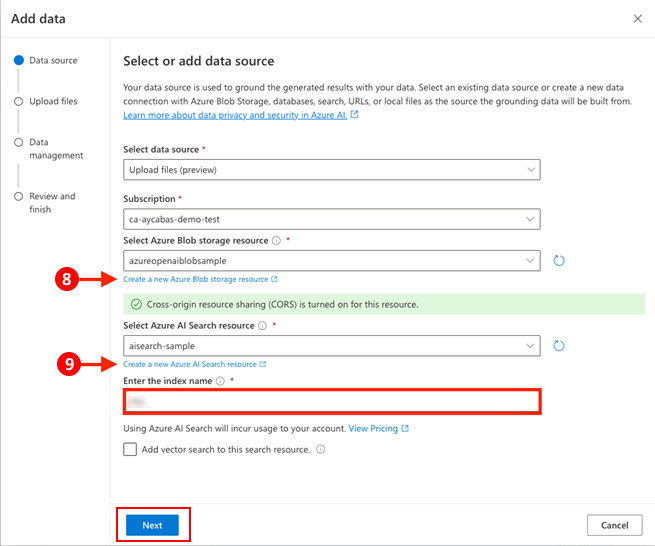 Add data
Data source
Upload files
Data
management
Review and
finish
Select or add data source
Your data source is used to ground the generated results with your data. Select an existing data source or create a new data
connection with Azure Blob Storage, databases, search, URLs, or local files as the source the grounding data will be built from.
Learn more about data privacy and security in Azure AI.
Select data source *
Upload files (preview)
Subscription *
ca-aycabas-demo-test
Select Azure Blob storage resource *
azureopenaiblobsample
8
Create a new Azure Blob storage resource
Cross-origin resource sharing (CORS) is turned on for this resource.
Select Azure AI Search resource *
aisearch-sample
9
Create a new Azure AI Search resource
Enter the index name *
Using Azure AI Search will incur usage to your account. View Pricing
Add vector search to this search resource.
Next
Cancel